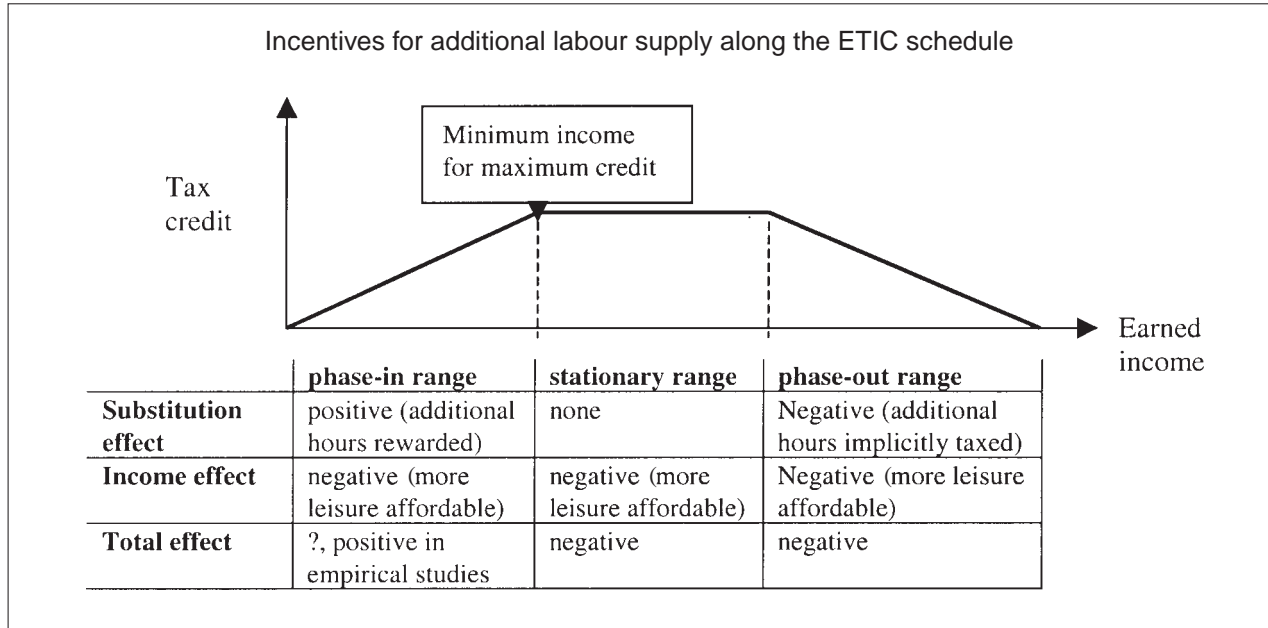 Incentives for additional labour supply along the ETIC schedule
Minimum income
for maximum credit
Tax
credit
Earned
income
phase-in range stationary range phase-out range
Substitution effect positive (additional hours rewarded) none Negative (additional hours implicitly taxed)
Income effect negative (more leisure affordable) negative (more leisure affordable) Negative (more leisure affordable)
Total effect ?, positive in empirical studies negative negative